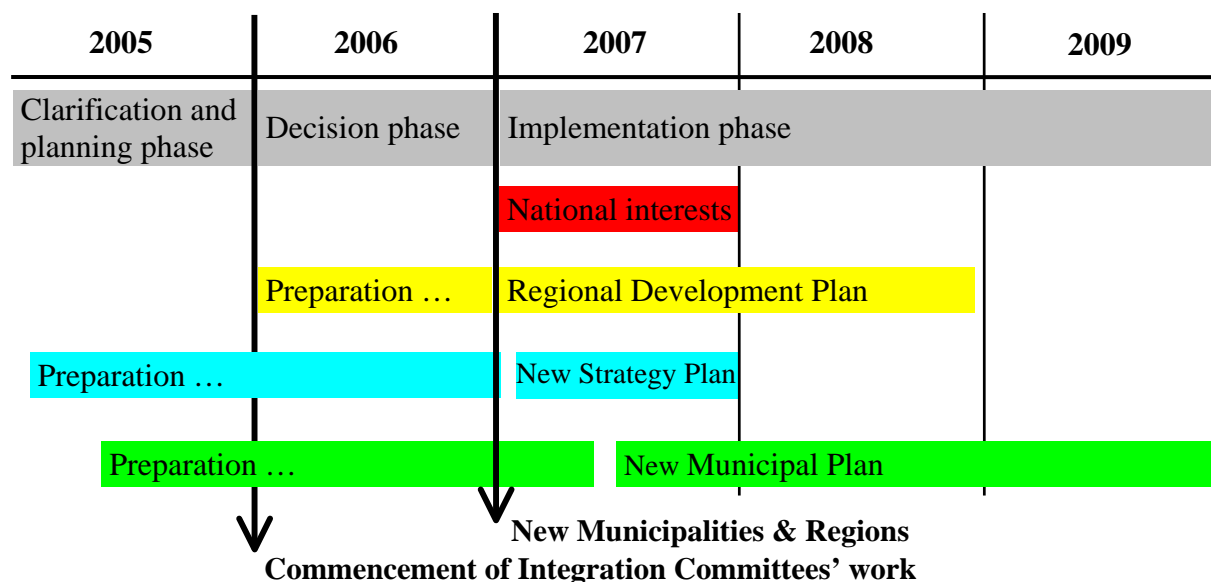 2005 2006 2007 2008 2009
Clarification and
planning phase
Decision phase
Implementation phase
National interests
Preparation …
Regional Development Plan
Preparation …
New Strategy Plan
Preparation …
New Municipal Plan
New Municipalities & Regions
Commencement of Integration Committees’ work